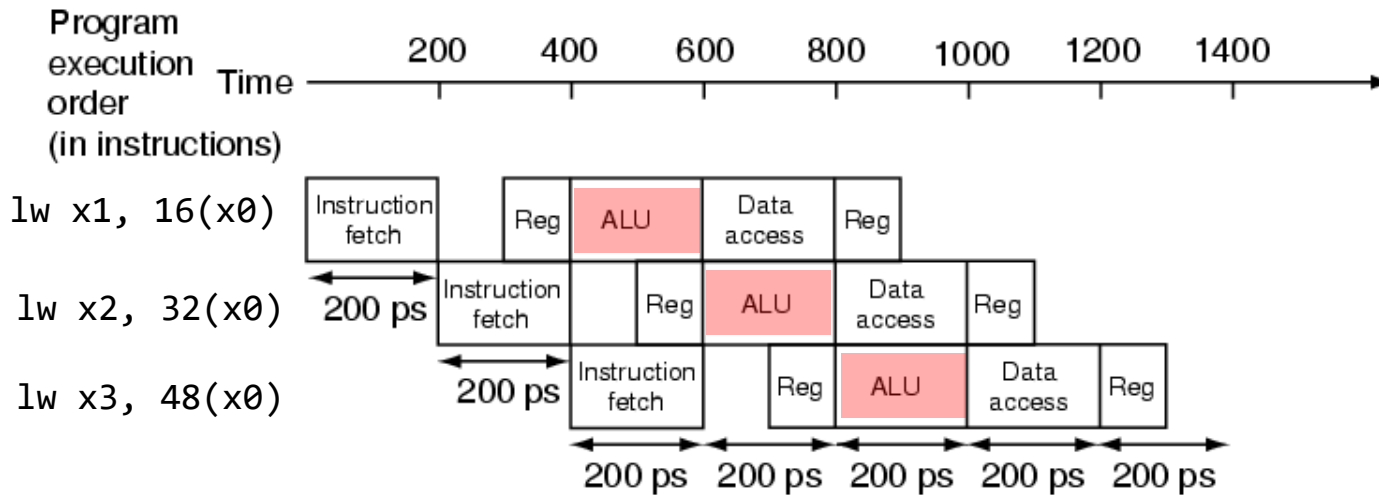 Program
execution
order
(in instructions)
Time
200 400 600 800 1000 1200 1400
lw x1, 16(x0)
Instruction
fetch
Reg
ALU
Data
access
Reg
200 ps
lw x2, 32(x0)
Instruction
fetch
Reg
ALU
Data
access
Reg
200 ps
lw x3, 48(x0)
Instruction
fetch
Reg
ALU
Data
access
Reg
200 ps 200 ps 200 ps 200 ps 200 ps